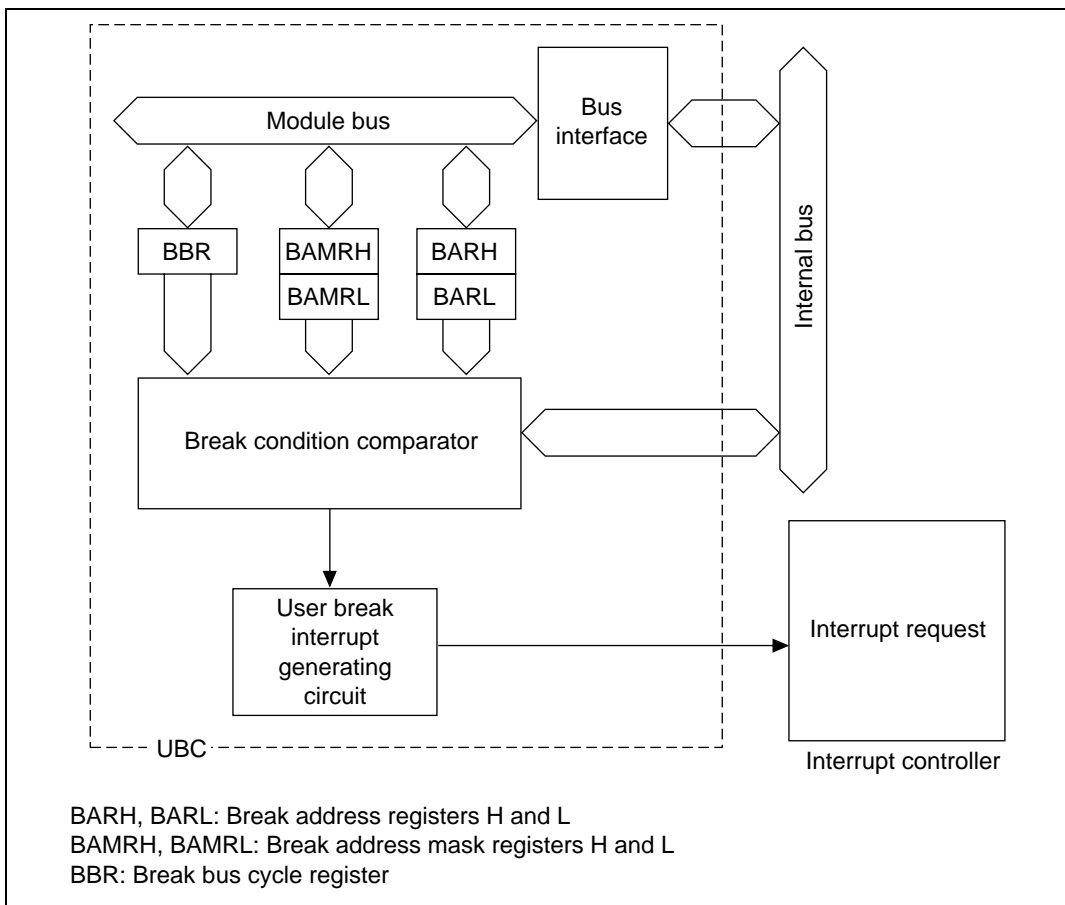 Bus
interface
Module bus
Internal bus
BBR
BAMRH
BARH
BAMRL
BARL
Break condition comparator
User break
interrupt
generating
circuit
Interrupt request
UBC
Interrupt controller
BARH, BARL: Break address registers H and L
BAMRH, BAMRL: Break address mask registers H and L
BBR: Break bus cycle register